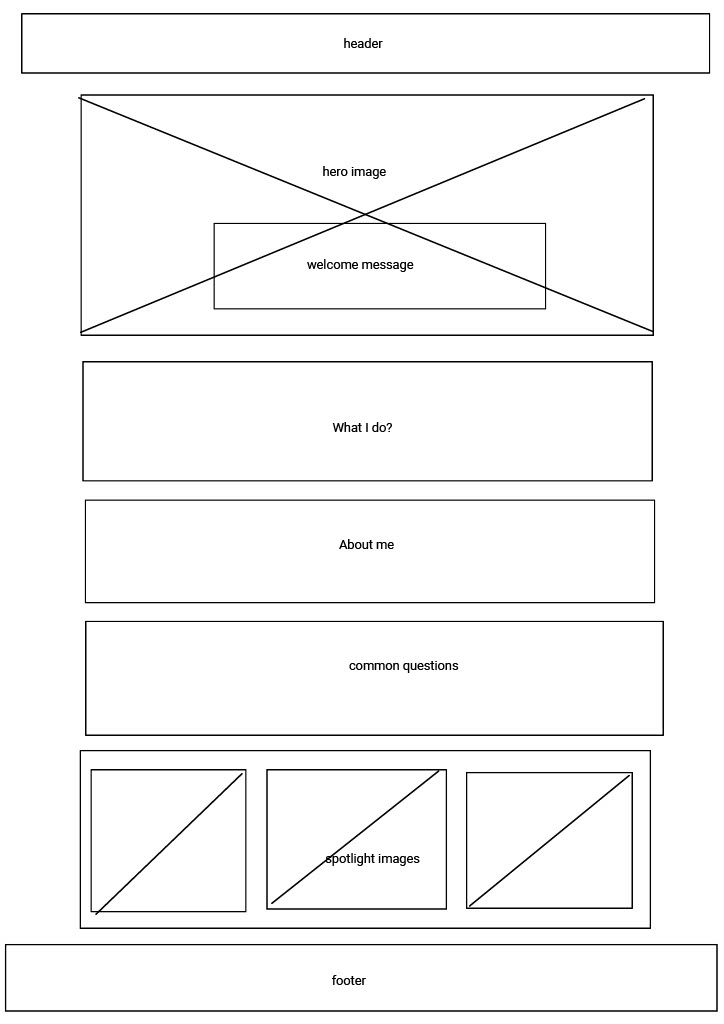 header
hero image
welcome message
What I do?
About me
common questions
spotlight images
footer